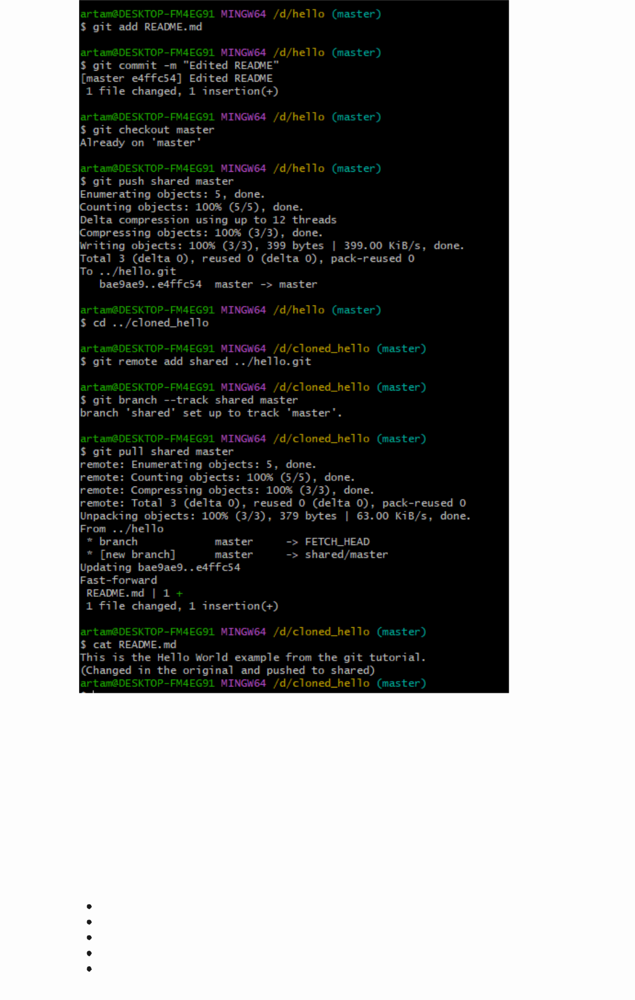 artam@DESKTOP-FM4EG91 MINGW64 /d/hello (master)
$ git add README.md
artam@DESKTOP-FM4EG91 MINGW64 /d/hello (master)
$ git commit -m "Edited README"
[master e4ffc54] Edited README
 1 file changed, 1 insertion(+)
artam@DESKTOP-FM4EG91 MINGW64 /d/hello (master)
$ git checkout master
Already on 'master'
artam@DESKTOP-FM4EG91 MINGW64 /d/hello (master)
$ git push shared master
Enumerating objects: 5, done.
Counting objects: 100% (5/5), done.
Delta compression using up to 12 threads
Compressing objects: 100% (3/3), done.
Writing objects: 100% (3/3), 399 bytes | 399.00 KiB/s, done.
Total 3 (delta 0), reused 0 (delta 0), pack-reused 0
To ../hello.git
   bae9ae9..e4ffc54  master -> master
artam@DESKTOP-FM4EG91 MINGW64 /d/hello (master)
$ cd ../cloned_hello
artam@DESKTOP-FM4EG91 MINGW64 /d/cloned_hello (master)
$ git remote add shared ../hello.git
artam@DESKTOP-FM4EG91 MINGW64 /d/cloned_hello (master)
$ git branch --track shared master
branch 'shared' set up to track 'master'.
artam@DESKTOP-FM4EG91 MINGW64 /d/cloned_hello (master)
$ git pull shared master
remote: Enumerating objects: 5, done.
remote: Counting objects: 100% (5/5), done.
remote: Compressing objects: 100% (3/3), done.
remote: Total 3 (delta 0), reused 0 (delta 0), pack-reused 0
Unpacking objects: 100% (3/3), 379 bytes | 63.00 KiB/s, done.
From ../hello
 * branch            master     -> FETCH_HEAD
 * [new branch]      master     -> shared/master
Updating bae9ae9..e4ffc54
Fast-forward
 README.md | 1 +
 1 file changed, 1 insertion(+)
artam@DESKTOP-FM4EG91 MINGW64 /d/cloned_hello (master)
$ cat README.md
This is the Hello World example from the git tutorial.
(Changed in the original and pushed to shared)
artam@DESKTOP-FM4EG91 MINGW64 /d/cloned_hello (master)